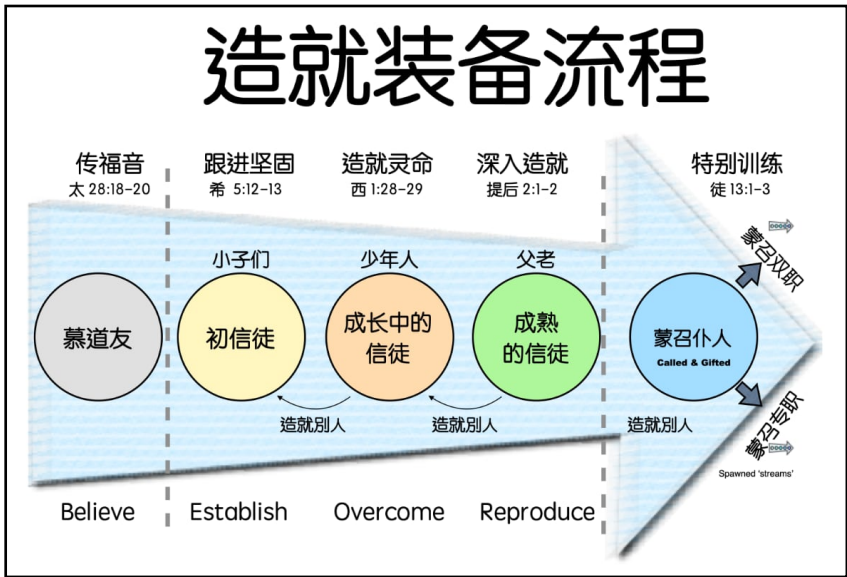 造就装备流程
传福音
太 28:18-20
跟进坚固
希 5:12-13
造就灵命
西 1:28-29
深入造就
提后 2:1-2
特别训练
徒 13:1-3
小子们
少年人
父老
慕道友
初信徒
成长中的
信徒
成熟
的信徒
蒙召仆人
Called & Gifted
蒙召双职
蒙召专职
造就别人
造就别人
造就别人
Spawned 'streams'
Believe
Establish
Overcome
Reproduce